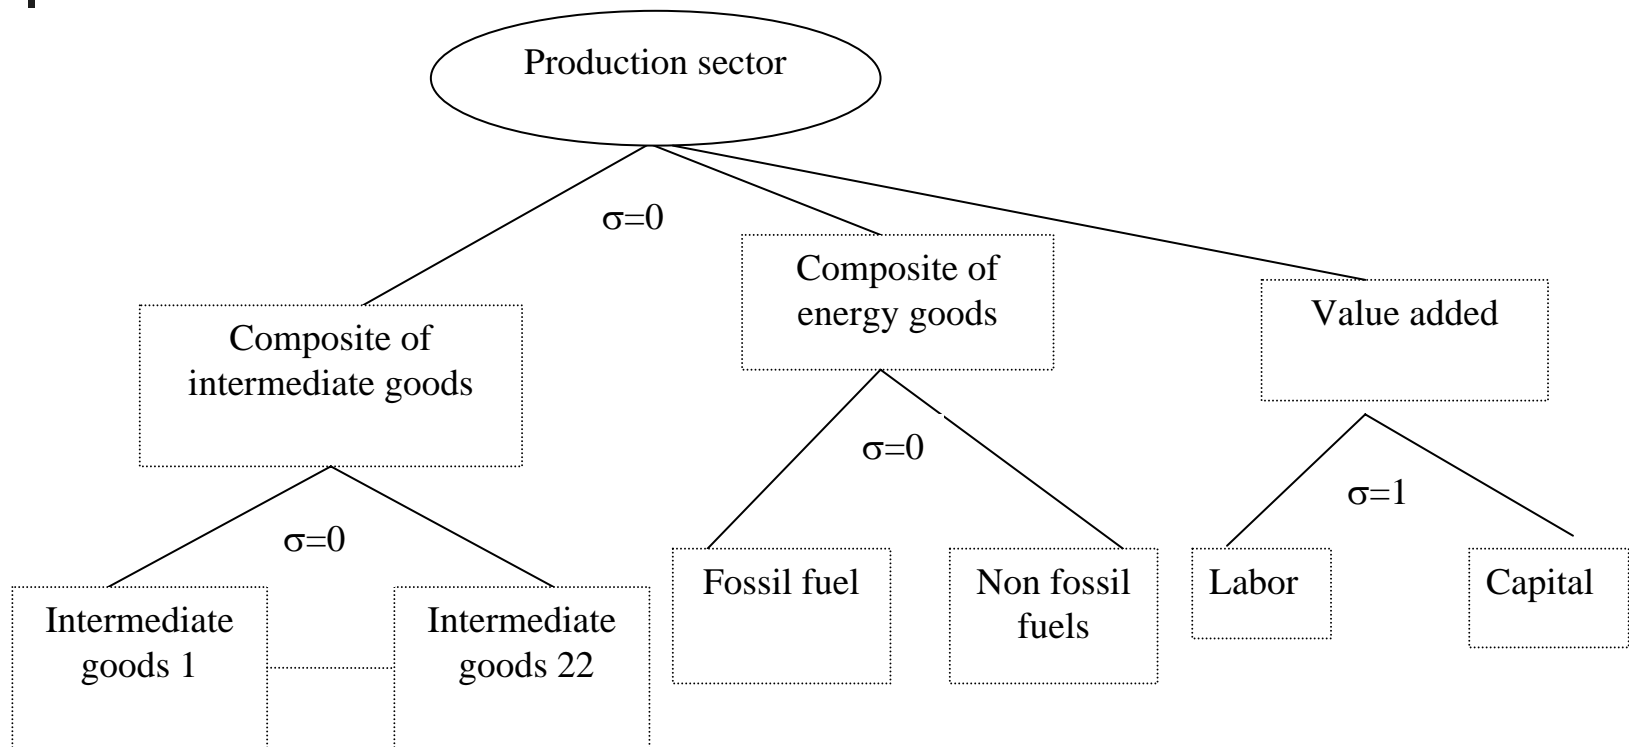 Production sector
σ=0
Composite of
energy goods
Value added
Composite of
intermediate goods
σ=0
σ=1
σ=0
Fossil fuel
Non fossil
fuels
Labor
Capital
Intermediate
goods 1
Intermediate
goods 22